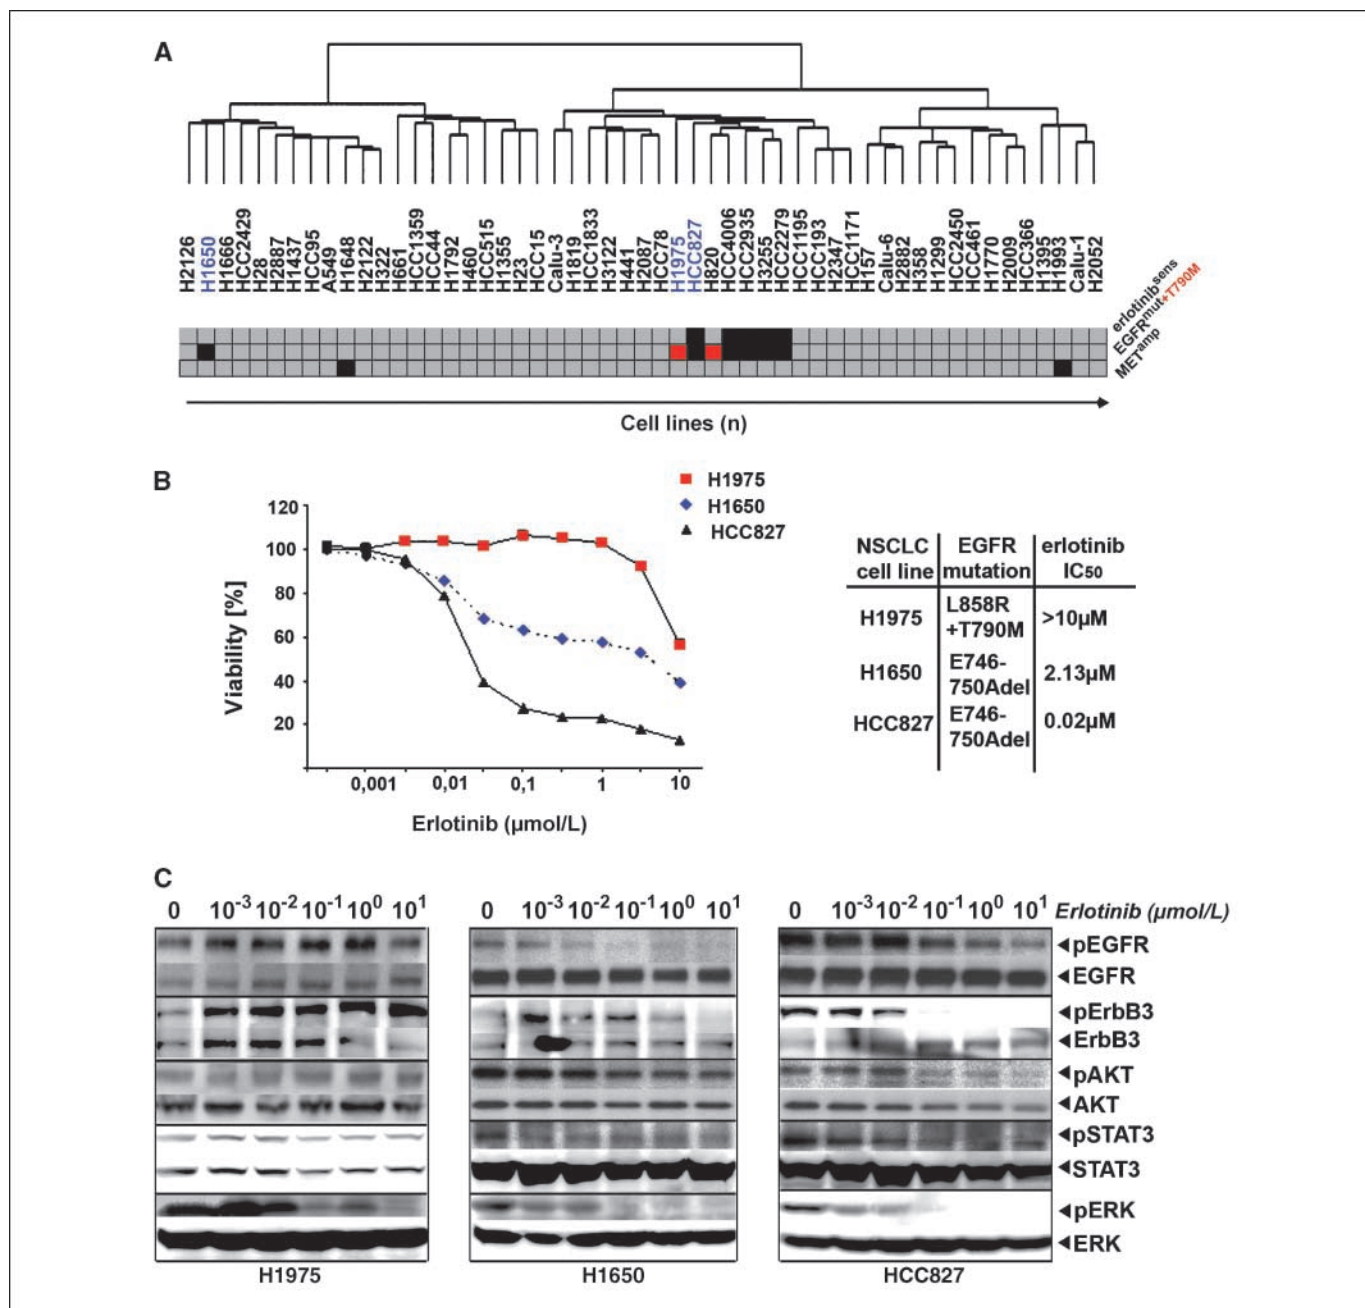 A
H2126
H1650
H1666
HCC2429
H28
H2887
H1437
HCC95
A549
H1648
H2122
H322
H661
HCC1359
HCC44
H1792
H460
HCC515
H1355
H23
HCC15
Calu-3
H1819
HCC1833
H3122
H441
H2087
HCC78
H1975
HCC827
H820
HCC4006
HCC2935
H3255
HCC2279
HCC1195
HCC193
H2347
HCC1171
H157
Calu-6
H2882
H358
H1299
HCC2450
HCC461
H1770
H2009
HCC366
H1395
H1993
Calu-1
H2052
erlotinib sens
EGFR mut+T790M
MET amp
Cell lines (n)
B
H1975
H1650
HCC827
120
100
80
60
40
20
Viability [%]
0,001 0,01 0,1 1 10
Erlotinib (µmol/L)
NSCLC cell line EGFR mutation erlotinib IC50
H1975 L858R +T790M >10µM
H1650 E746-750Adel 2.13µM
HCC827 E746-750Adel 0.02µM
C
0 10-3 10-2 10-1 100 101 0 10-3 10-2 10-1 100 101 0 10-3 10-2 10-1 100 101 Erlotinib (µmol/L)
pEGFR
EGFR
pErbB3
ErbB3
pAKT
AKT
pSTAT3
STAT3
pERK
ERK
H1975 H1650 HCC827